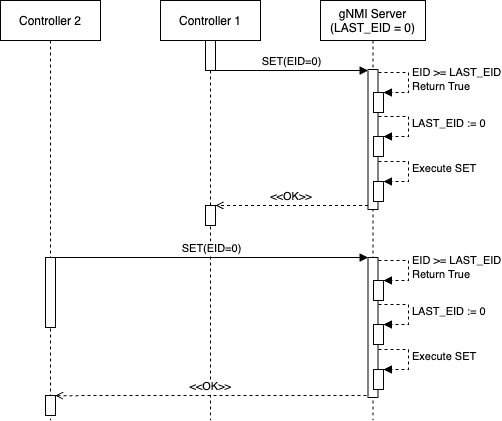 Controller 2
Controller 1
gNMI Server
(LAST_EID = 0)
SET(EID=0)
EID >= LAST_EID
Return True
LAST_EID := 0
Execute SET
<<OK>>
SET(EID=0)
EID >= LAST_EID
Return True
LAST_EID := 0
Execute SET
<<OK>>